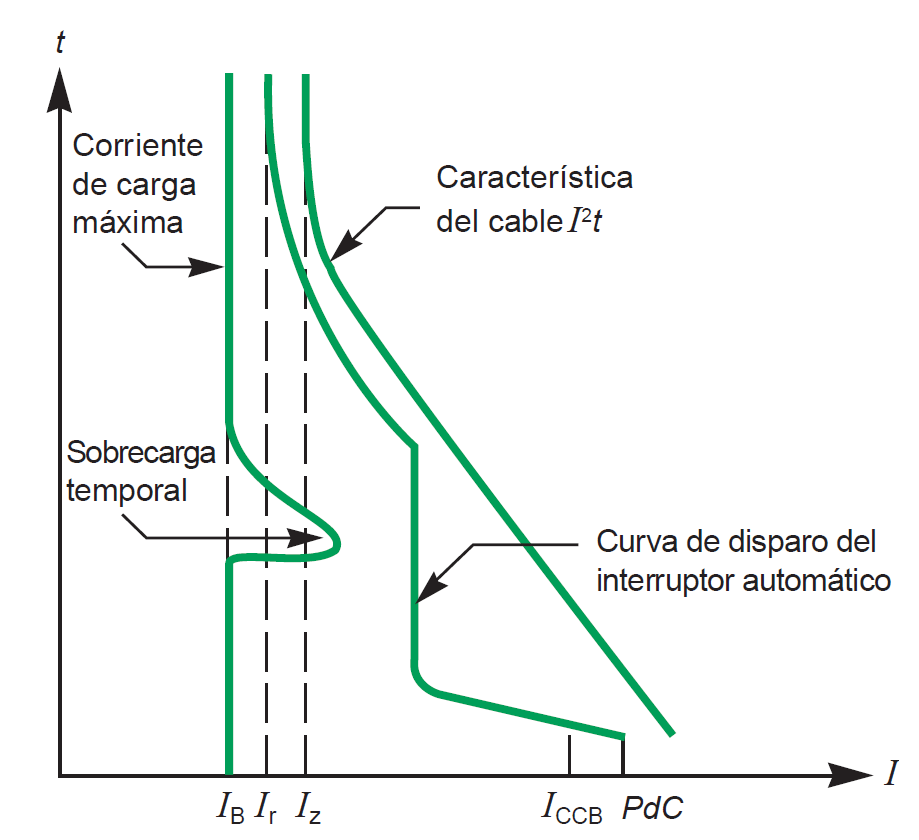 t
Corriente
de carga
máxima
Característica
del cable I²t
Sobrecarga
temporal
Curva de disparo del
interruptor automático
I
IB Ir Iz ICCB PdC